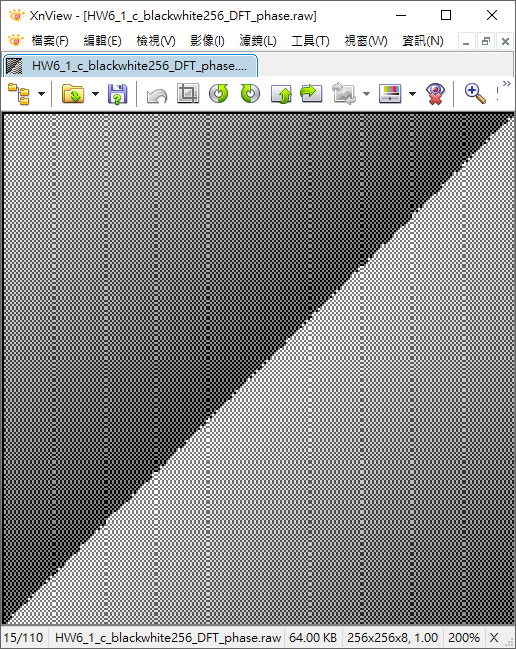 XnView - [HW6_1_c_blackwhite256_DFT_phase.raw]
檔案(F) 編輯(E) 檢視(V) 影像(I) 濾鏡(L) 工具(T) 視窗(W) 資訊(N)
HW6_1_c_blackwhite256_DFT_phase....
15/110 HW6_1_c_blackwhite256_DFT_phase.raw 64.00 KB 256x256x8, 1.00 200% X